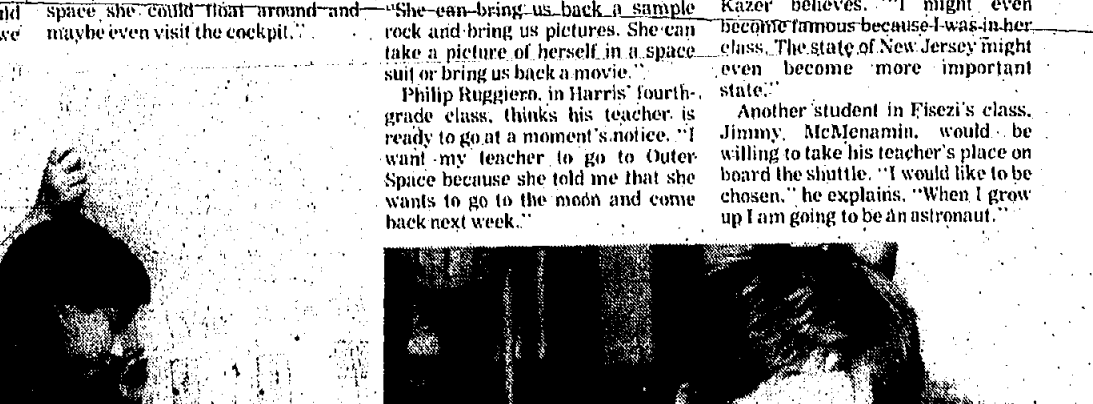 space she could float around and
maybe even visit the cockpit."
"She can bring us back a sample
rock and bring us pictures. She can
take a picture of herself in a space
suit or bring us back a movie."
Philip Ruggiero, in Harris' fourth-
grade class, thinks his teacher is
ready to go at a moment's notice. "I
want my teacher to go to Outer
Space because she told me that she
wants to go to the moon and come
back next week."
Kazer believes. "I might even
become famous because I was in her
class. The state of New Jersey might
even become more important
state."
Another student in Fisezi's class,
Jimmy McMenamin, would be
willing to take his teacher's place on
board the shuttle. "I would like to be
chosen," he explains, "When I grow
up I am going to be an astronaut."